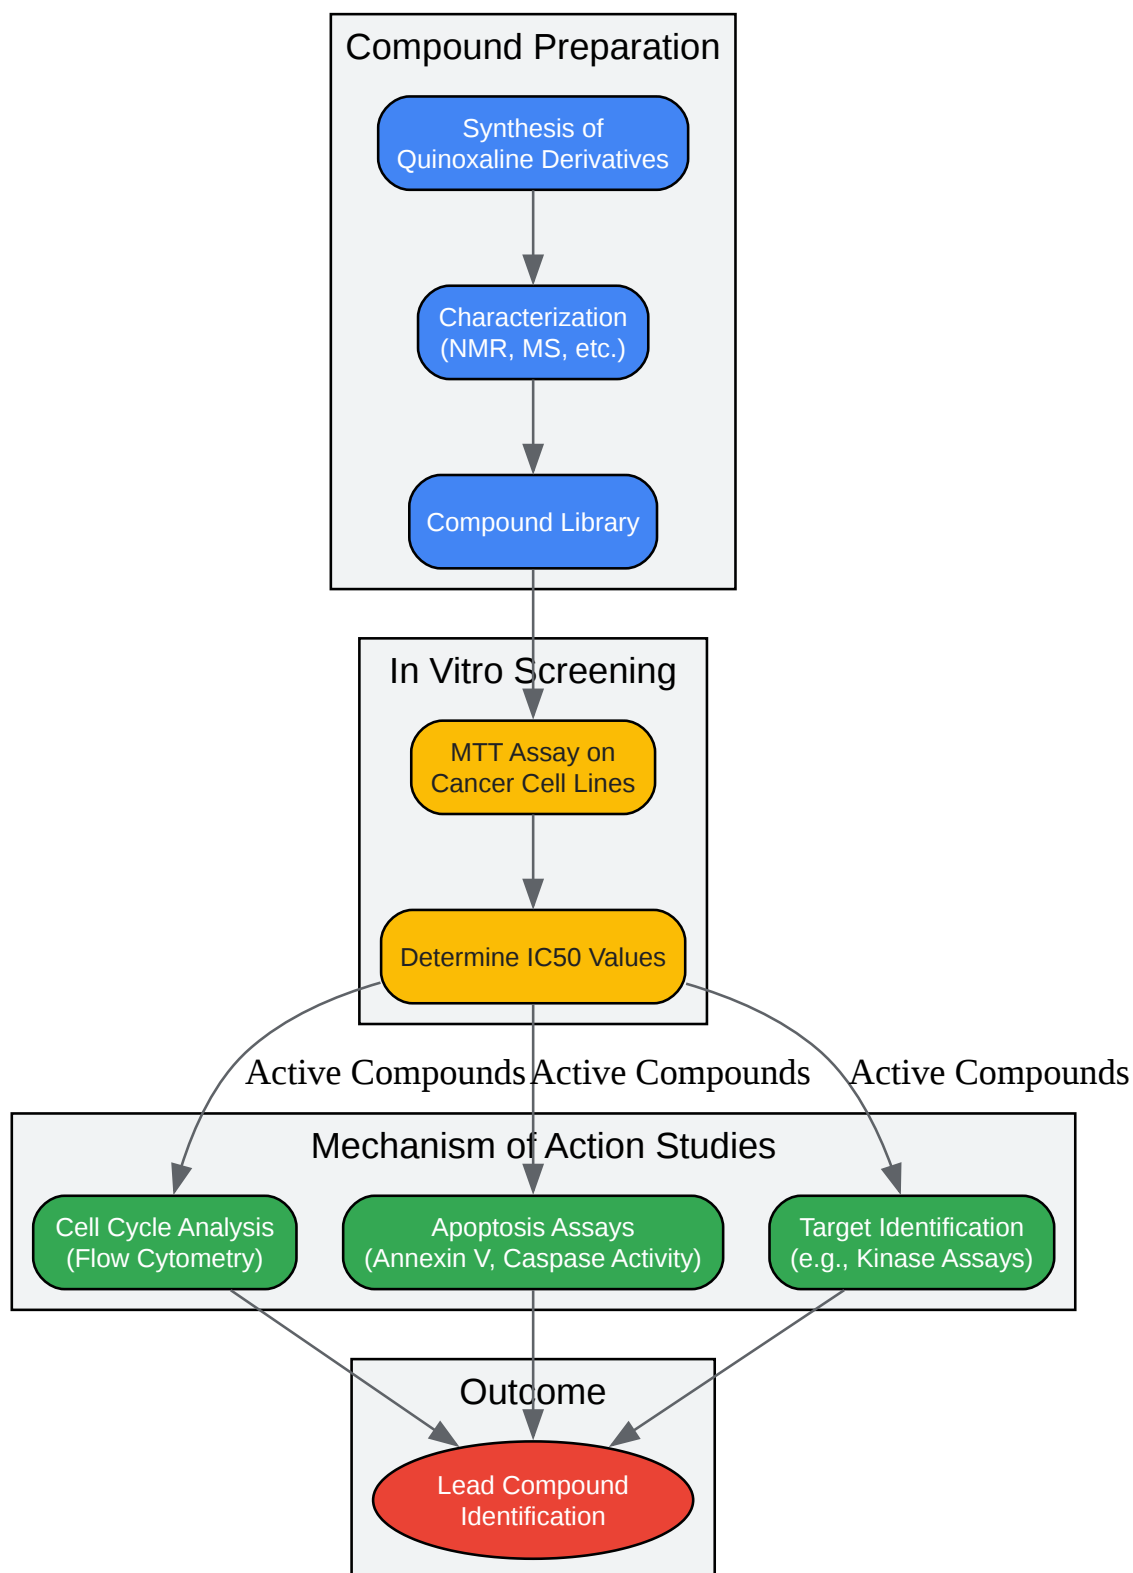 Compound Preparation
Synthesis of
Quinoxaline Derivatives
Characterization
(NMR, MS, etc.)
Compound Library
In Vitro Screening
MTT Assay on
Cancer Cell Lines
Determine IC50 Values
Active Compounds
Active Compounds
Active Compounds
Mechanism of Action Studies
Cell Cycle Analysis
(Flow Cytometry)
Apoptosis Assays
(Annexin V, Caspase Activity)
Target Identification
(e.g., Kinase Assays)
Outcome
Lead Compound
Identification